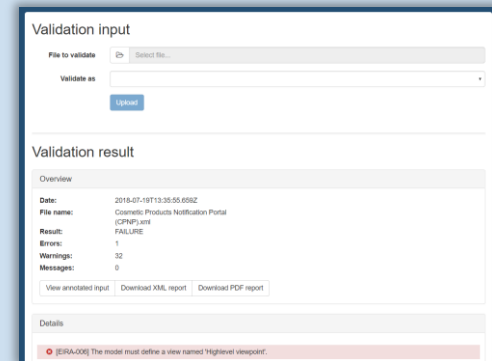 Validation input
File to validate
Select file...
Validate as
Upload
Validation result
Overview
Date: 2018-07-19T13:35:55.659Z
File name: Cosmetic Products Notification Portal
(CPNP).xml
Result: FAILURE
Errors: 1
Warnings: 32
Messages: 0
View annotated input Download XML report Download PDF report
Details
[EIRA-006] The model must define a view named 'Highlevel viewpoint'.